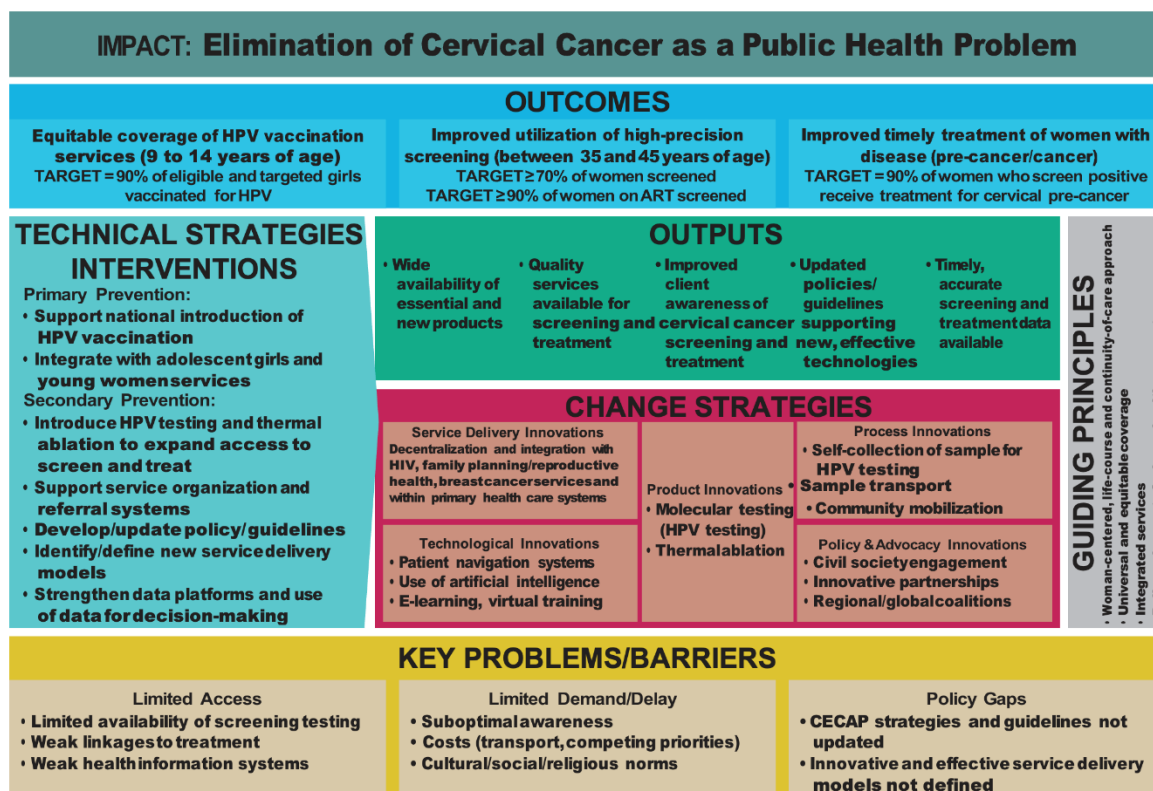 IMPACT: Elimination of Cervical Cancer as a Public Health Problem
OUTCOMES
Equitable coverage of HPV vaccination
services (9 to 14 years of age)
TARGET = 90% of eligible and targeted girls
vaccinated for HPV
Improved utilization of high-precision
screening (between 35 and 45 years of age)
TARGET ≥ 70% of women screened
TARGET ≥ 90% of women on ART screened
Improved timely treatment of women with
disease (pre-cancer/cancer)
TARGET = 90% of women who screen positive
receive treatment for cervical pre-cancer
TECHNICAL STRATEGIES
INTERVENTIONS
Primary Prevention:
• Support national introduction of
HPV vaccination
• Integrate with adolescent girls and
young women services
Secondary Prevention:
• Introduce HPV testing and thermal
ablation to expand access to
screen and treat
• Support service organization and
referral systems
• Develop/update policy/guidelines
• Identify/define new service delivery
models
• Strengthen data platforms and use
of data for decision-making
OUTPUTS
• Wide
availability of
essential and
new products
• Quality
services
available for
screening and
treatment
• Improved
client
awareness of
cervical cancer
screening and
treatment
• Updated
policies/
guidelines
supporting
new, effective
technologies
• Timely,
accurate
screening and
treatment data
available
CHANGE STRATEGIES
Service Delivery Innovations
Decentralization and integration with
HIV, family planning/reproductive
health, breast cancer services and
within primary health care systems
Technological Innovations
• Patient navigation systems
• Use of artificial intelligence
• E-learning, virtual training
Product Innovations
• Molecular testing
(HPV testing)
• Thermal ablation
Process Innovations
• Self-collection of sample for
HPV testing
• Sample transport
• Community mobilization
Policy & Advocacy Innovations
• Civil society engagement
• Innovative partnerships
• Regional/global coalitions
GUIDING PRINCIPLES
• Woman-centered, life-course and continuity-of-care approach
• Universal and equitable coverage
• Integrated services
KEY PROBLEMS/BARRIERS
Limited Access
• Limited availability of screening testing
• Weak linkages to treatment
• Weak health information systems
Limited Demand/Delay
• Suboptimal awareness
• Costs (transport, competing priorities)
• Cultural/social/religious norms
Policy Gaps
• CECAP strategies and guidelines not
updated
• Innovative and effective service delivery
models not defined